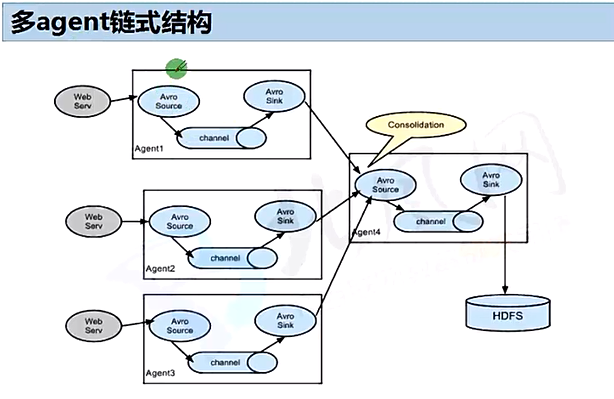 多agent链式结构
Web
Serv
Avro
Source
channel
Avro
Sink
Agent1
Consolidation
Web
Serv
Avro
Source
channel
Avro
Sink
Agent2
Avro
Source
channel
Avro
Sink
Agent4
Web
Serv
Avro
Source
channel
Avro
Sink
Agent3
HDFS